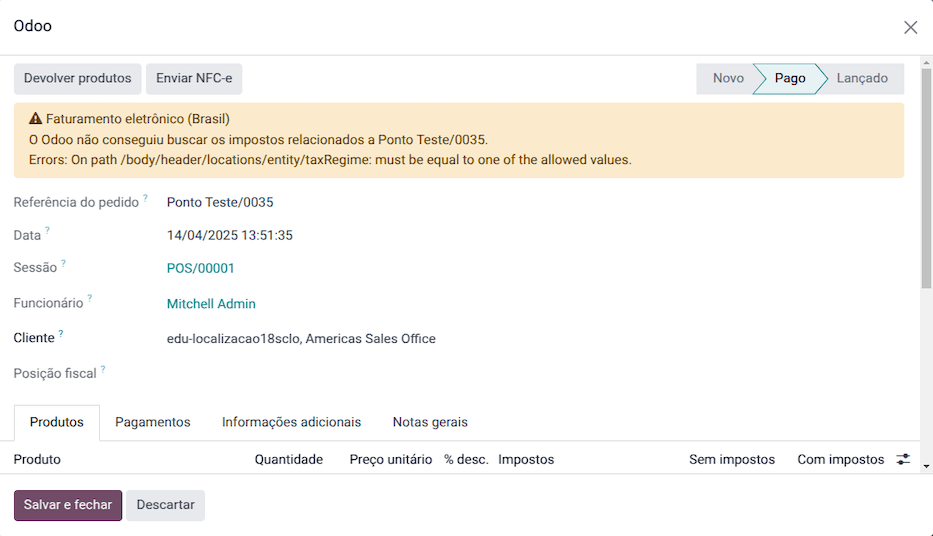 Odoo
Devolver produtos Enviar NFC-e Novo Pago Lançado
Faturamento eletrônico (Brasil)
O Odoo não conseguiu buscar os impostos relacionados a Ponto Teste/0035.
Errors: On path /body/header/locations/entity/taxRegime: must be equal to one of the allowed values.
Referência do pedido ? Ponto Teste/0035
Data ? 14/04/2025 13:51:35
Sessão ? POS/00001
Funcionário ? Mitchell Admin
Cliente ? edu-localizacao18sclo, Americas Sales Office
Posição fiscal ?
Produtos Pagamentos Informações adicionais Notas gerais
Produto Quantidade Preço unitário % desc. Impostos Sem impostos Com impostos
Salvar e fechar Descartar